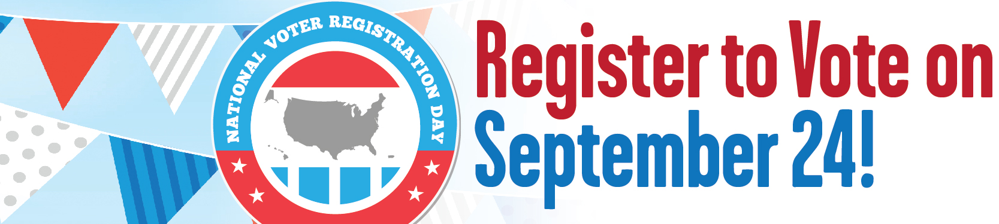 NATIONAL VOTER REGISTRATION DAY
Register to Vote on
September 24!